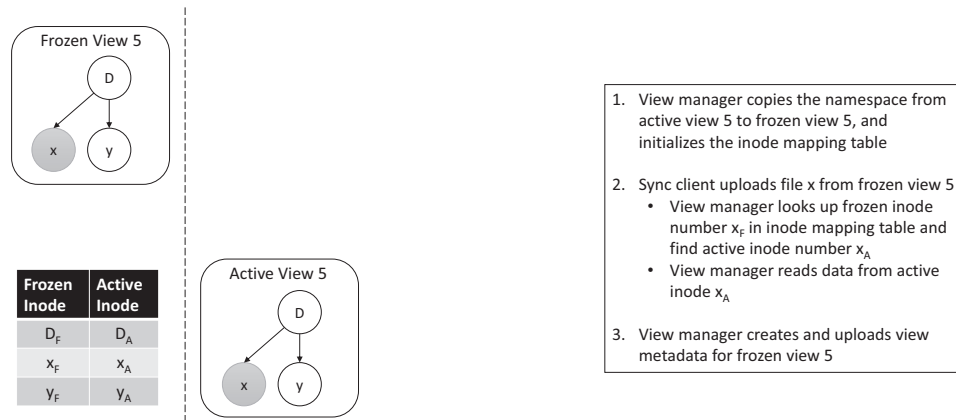 Frozen View 5
D
x
y
Frozen Inode
Active Inode
D_F
D_A
x_F
x_A
y_F
y_A
Active View 5
D
x
y
1. View manager copies the namespace from
active view 5 to frozen view 5, and
initializes the inode mapping table
2. Sync client uploads file x from frozen view 5
• View manager looks up frozen inode
number x_F in inode mapping table and
find active inode number x_A
• View manager reads data from active
inode x_A
3. View manager creates and uploads view
metadata for frozen view 5